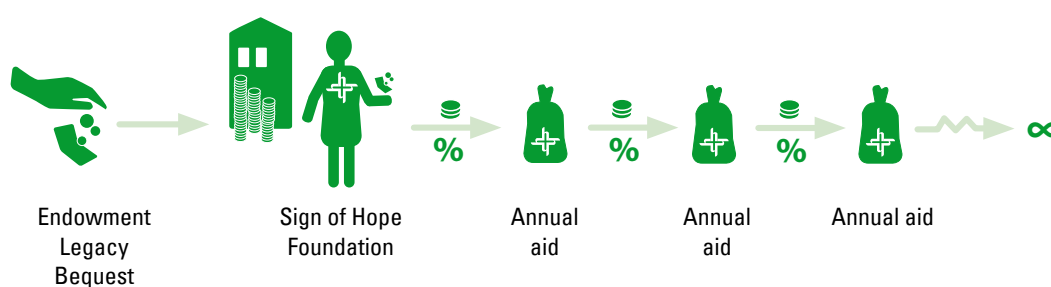 %
%
%
∞
Endowment
Legacy
Bequest
Sign of Hope
Foundation
Annual
aid
Annual
aid
Annual aid